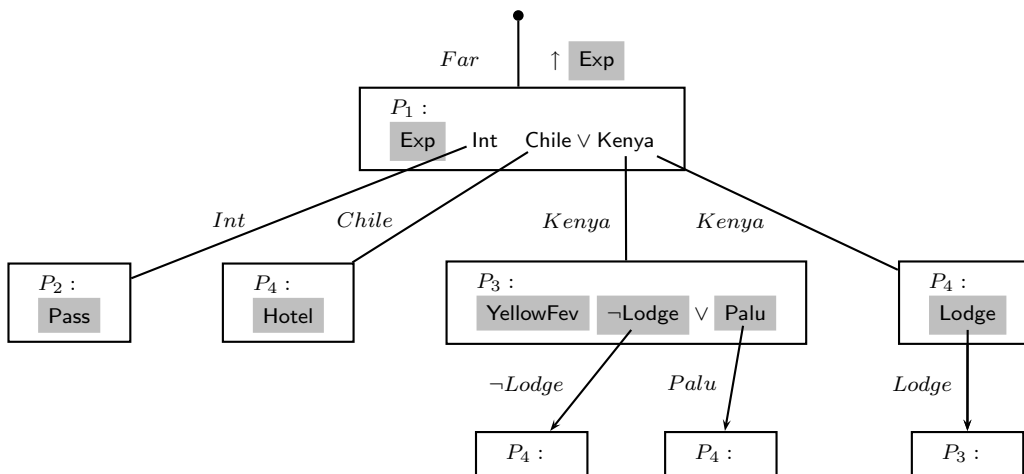 Far ↑ Exp
P₁ :
Exp Int Chile ∨ Kenya
Int Chile Kenya Kenya
P₂ : P₄ : P₃ : P₄ :
Pass Hotel YellowFev ¬Lodge ∨ Palu Lodge
¬Lodge Palu Lodge
P₄ : P₄ : P₃ :